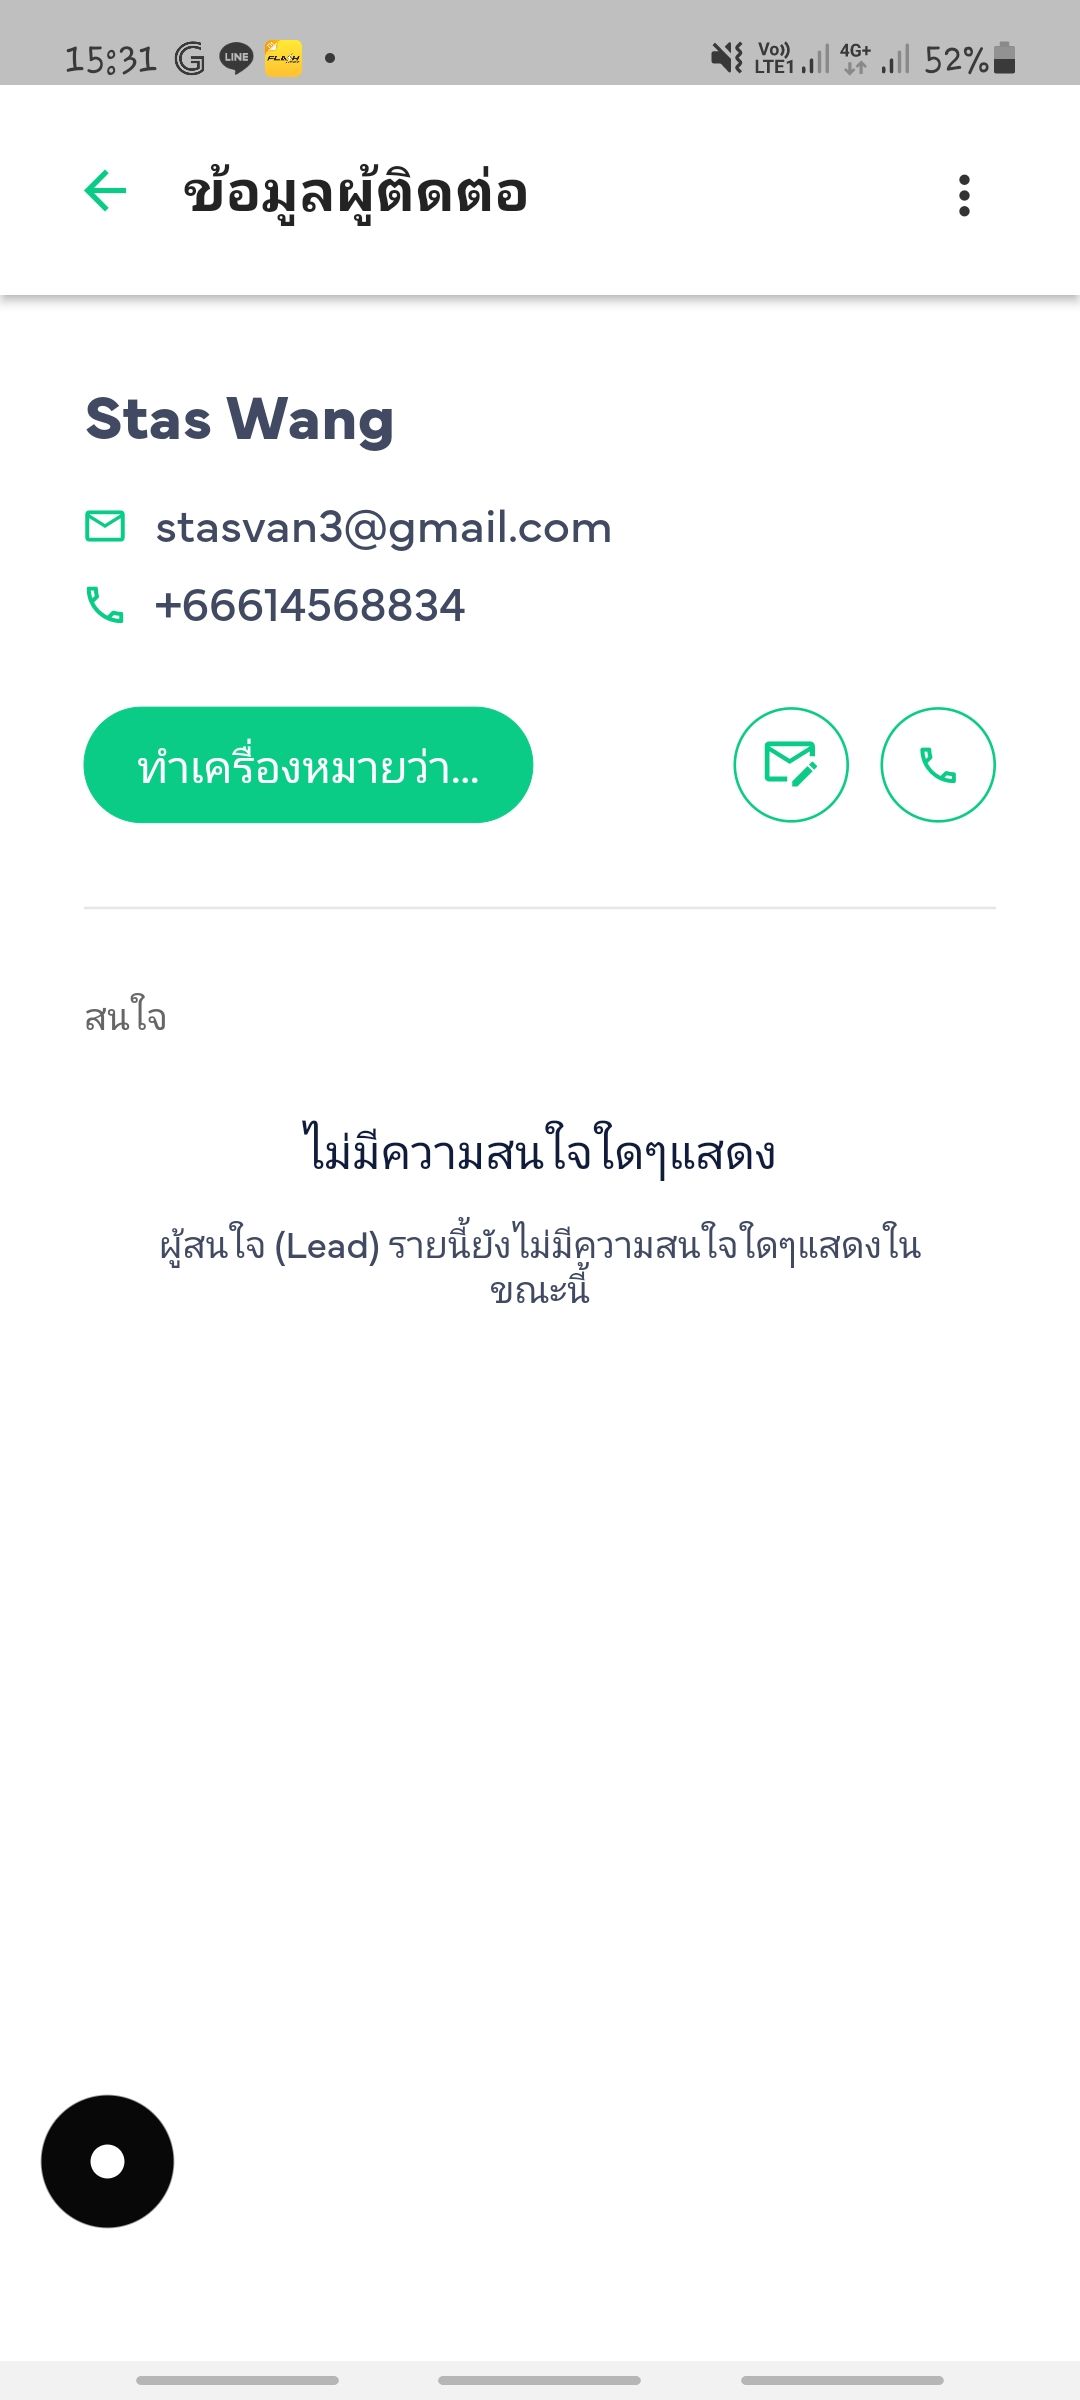 15:31 LINE FLASH Vo)) LTE1 4G+ 52%
ข้อมูลผู้ติดต่อ
Stas Wang
stasvan3@gmail.com
+66614568834
ทำเครื่องหมายว่า...
สนใจ
ไม่มีความสนใจใดๆแสดง
ผู้สนใจ (Lead) รายนี้ยังไม่มีความสนใจใดๆแสดงใน
ขณะนี้